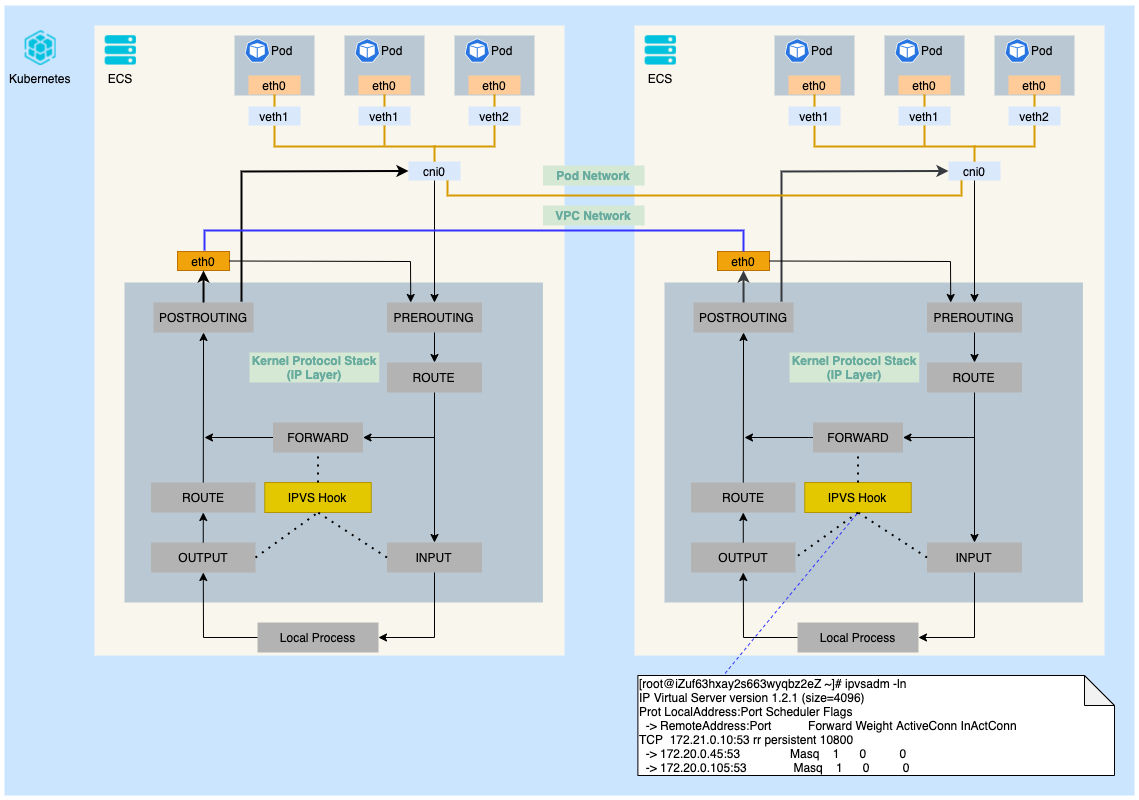 Kubernetes
ECS
Pod
Pod
Pod
eth0
eth0
eth0
veth1
veth1
veth2
cni0
eth0
POSTROUTING
PREROUTING
Kernel Protocol Stack
(IP Layer)
ROUTE
FORWARD
ROUTE
IPVS Hook
OUTPUT
INPUT
Local Process
Pod Network
VPC Network
ECS
Pod
Pod
Pod
eth0
eth0
eth0
veth1
veth1
veth2
cni0
eth0
POSTROUTING
PREROUTING
Kernel Protocol Stack
(IP Layer)
ROUTE
FORWARD
ROUTE
IPVS Hook
OUTPUT
INPUT
Local Process
[root@iZuf63hxay2s663wyqbz2eZ ~]# ipvsadm -ln
IP Virtual Server version 1.2.1 (size=4096)
Prot LocalAddress:Port Scheduler Flags
-> RemoteAddress:Port Forward Weight ActiveConn InActConn
TCP 172.21.0.10:53 rr persistent 10800
-> 172.20.0.45:53 Masq 1 0 0
-> 172.20.0.105:53 Masq 1 0 0